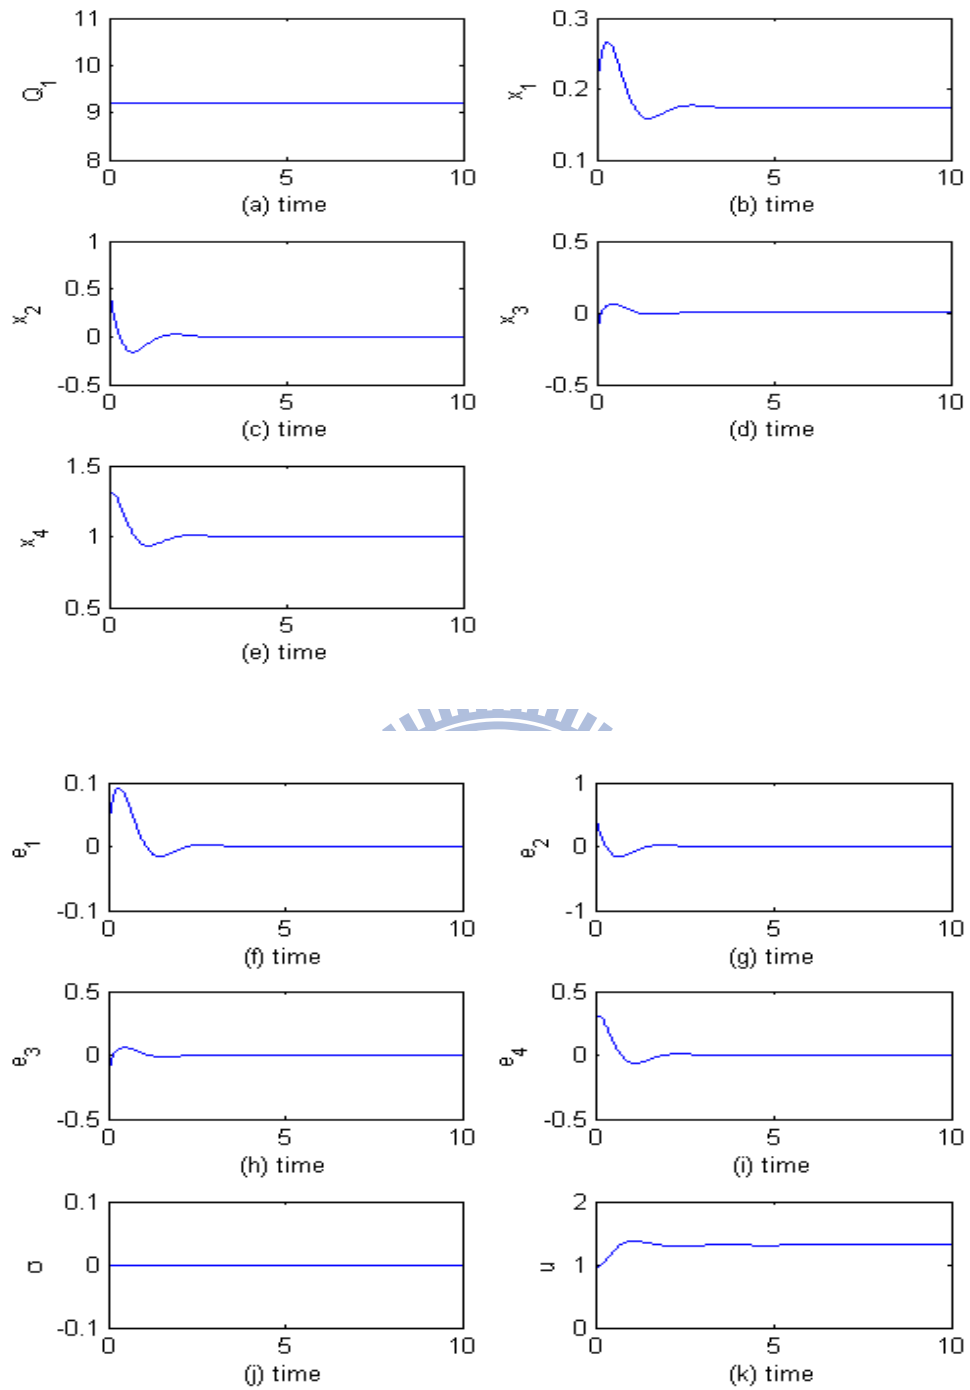 11
10
9
8
Q1
0 5 10
(a) time
0.3
0.2
0.1
x1
0 5 10
(b) time
1
0.5
0
-0.5
x2
0 5 10
(c) time
0.5
0
-0.5
x3
0 5 10
(d) time
1.5
1
0.5
x4
0 5 10
(e) time
0.1
0
-0.1
e1
0 5 10
(f) time
1
0
-1
e2
0 5 10
(g) time
0.5
0
-0.5
e3
0 5 10
(h) time
0.5
0
-0.5
e4
0 5 10
(i) time
0.1
0
-0.1
σ
0 5 10
(j) time
2
1
0
u
0 5 10
(k) time